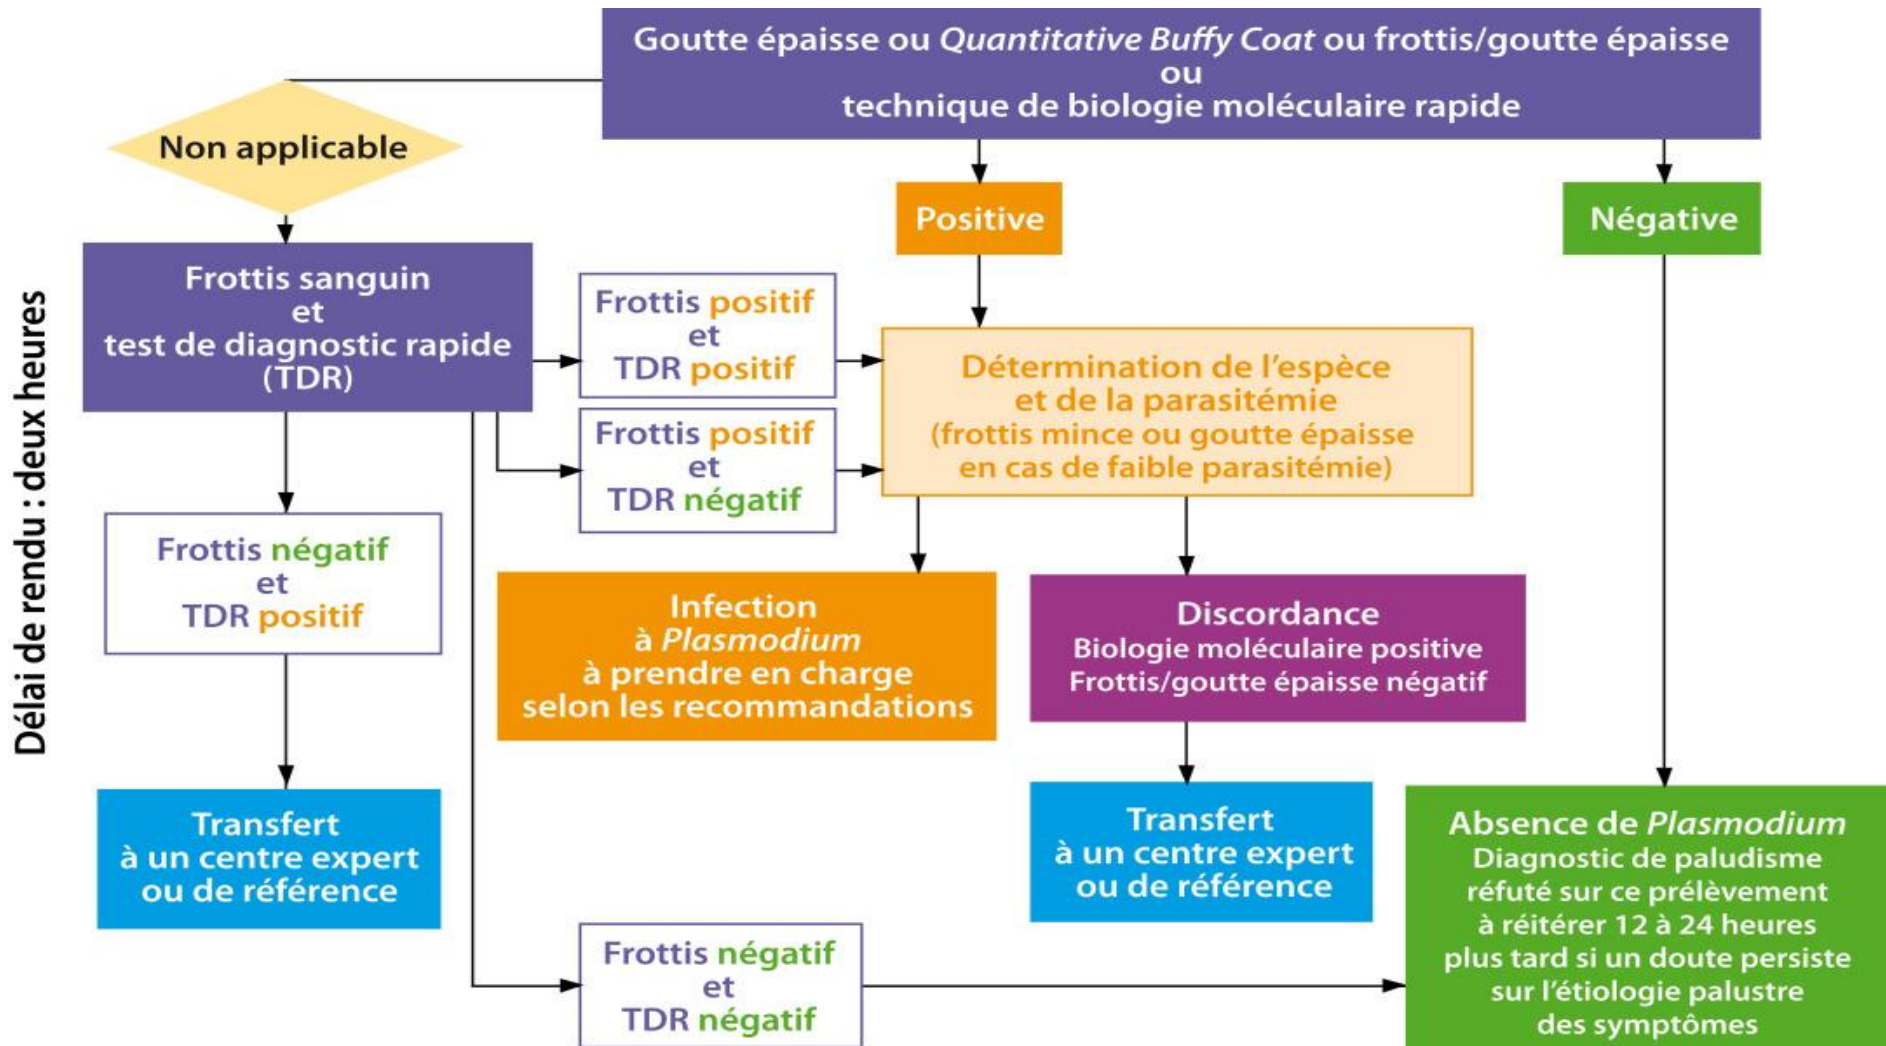 Goutte épaisse ou Quantitative Buffy Coat ou frottis/goutte épaisse
ou
technique de biologie moléculaire rapide
Non applicable
Positive
Négative
Délai de rendu : deux heures
Frottis sanguin
et
test de diagnostic rapide
(TDR)
Frottis positif
et
TDR positif
Frottis positif
et
TDR négatif
Détermination de l'espèce
et de la parasitémie
(frottis mince ou goutte épaisse
en cas de faible parasitémie)
Frottis négatif
et
TDR positif
Infection
à Plasmodium
à prendre en charge
selon les recommandations
Discordance
Biologie moléculaire positive
Frottis/goutte épaisse négatif
Transfert
à un centre expert
ou de référence
Transfert
à un centre expert
ou de référence
Absence de Plasmodium
Diagnostic de paludisme
réfuté sur ce prélèvement
à réitérer 12 à 24 heures
plus tard si un doute persiste
sur l'étiologie palustre
des symptômes
Frottis négatif
et
TDR négatif